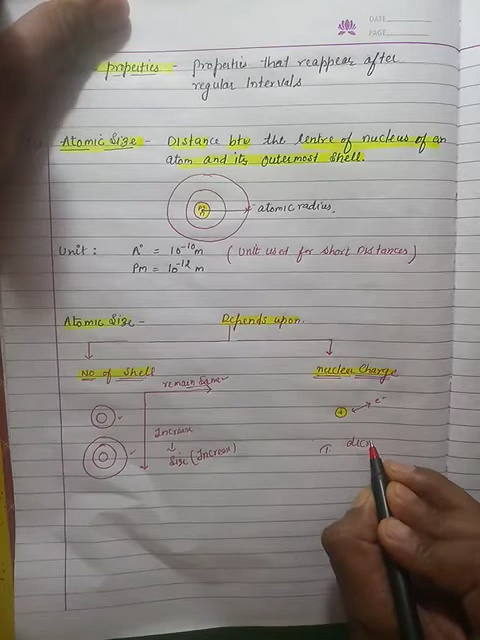 DATE
PAGE
properties - Properties that reappear after
regular Intervals
Atomic Size - Distance btw the centre of nucleus of an
atom and its outermost shell.
atomic radius.
Unit : A° = 10⁻¹⁰ m (Unit used for short Distances)
Pm = 10⁻¹² m
Atomic Size - Depends upon
No of Shell
nuclear Charge
remain Same
+ e⁻
Increase
↓
Size (Increase)